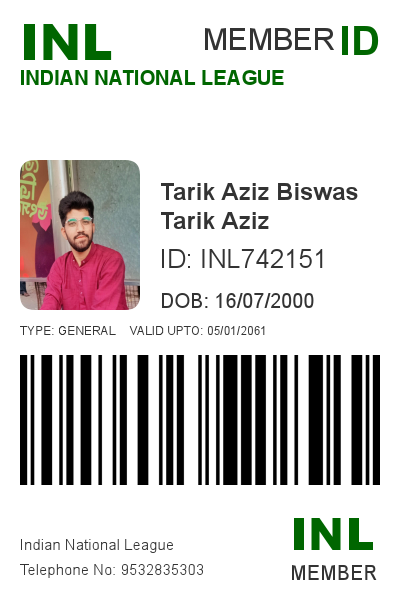 INL MEMBER ID
INDIAN NATIONAL LEAGUE
Tarik Aziz Biswas
Tarik Aziz
ID: INL742151
DOB: 16/07/2000
TYPE: GENERAL VALID UPTO: 05/01/2061
INL
Indian National League
MEMBER
Telephone No: 9532835303